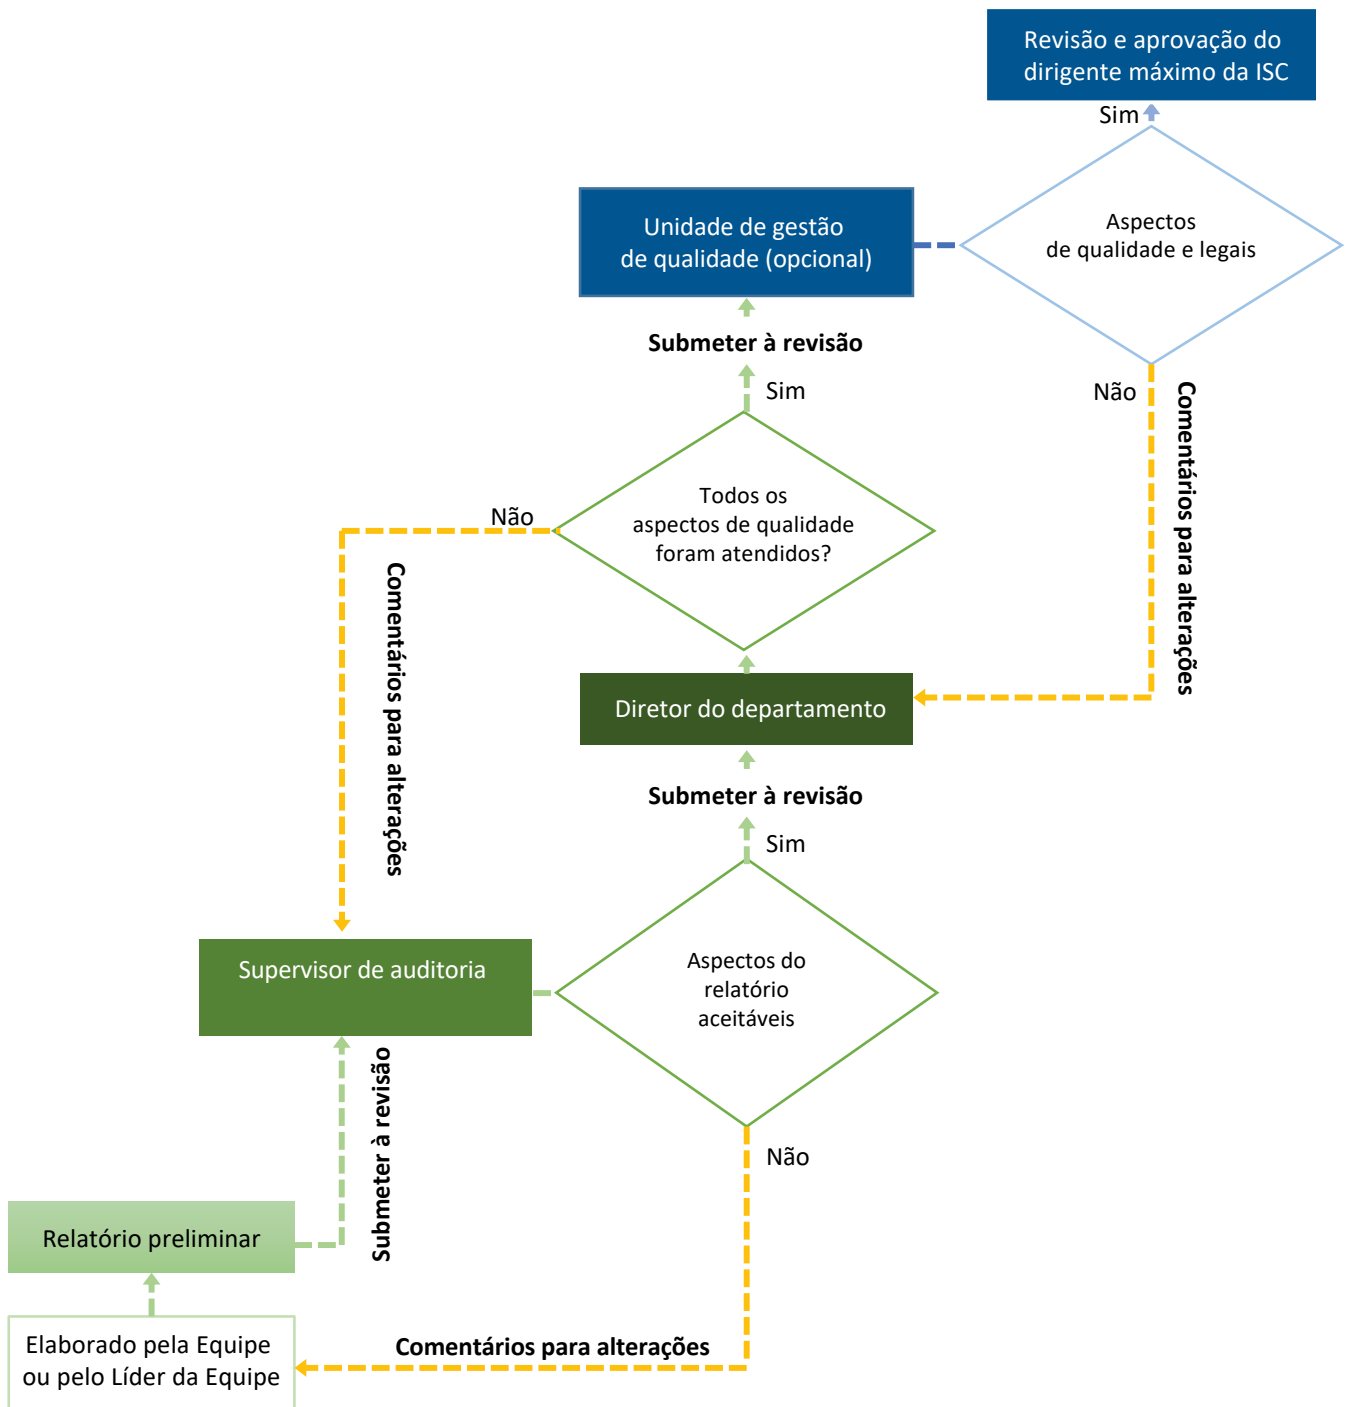 Revisão e aprovação do
dirigente máximo da ISC
Sim
Aspectos
de qualidade e legais
Unidade de gestão
de qualidade (opcional)
Submeter à revisão
Sim
Não
Comentários para alterações
Todos os
aspectos de qualidade
foram atendidos?
Não
Comentários para alterações
Diretor do departamento
Submeter à revisão
Sim
Aspectos do
relatório
aceitáveis
Supervisor de auditoria
Submeter à revisão
Não
Relatório preliminar
Comentários para alterações
Elaborado pela Equipe
ou pelo Líder da Equipe